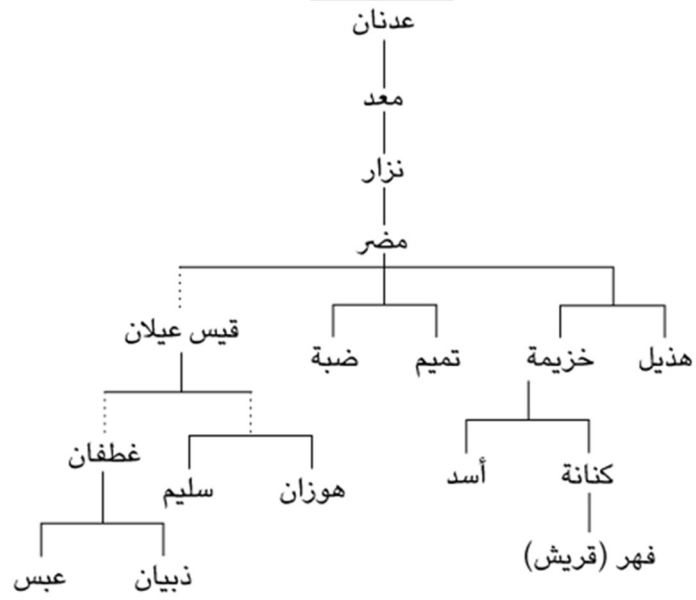 عدنان
معد
نزار
مضر
قيس عيلان
هذيل خزيمة تميم ضبة
غطفان
كنانة أسد
هوزان سليم
فهر (قريش)
ذبيان عبس